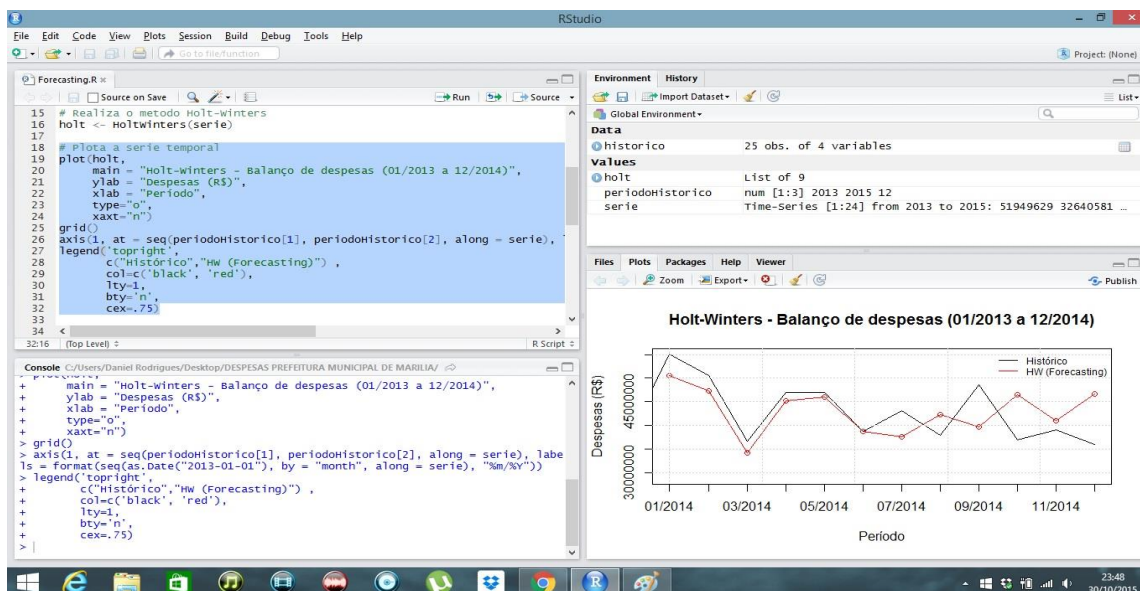 RStudio
File Edit Code View Plots Session Build Debug Tools Help
Go to file/function
Project: (None)
Forecasting.R
Source on Save
Run
Source
15 # Realiza o metodo Holt-Winters
16 holt <- HoltWinters(serie)
17
18 # Plota a serie temporal
19 plot(holt,
20 main = "Holt-Winters - Balanço de despesas (01/2013 a 12/2014)",
21 ylab = "Despesas (R$)",
22 xlab = "Período",
23 type="o",
24 xaxt="n")
25 grid()
26 axis(1, at = seq(periodoHistorico[1], periodoHistorico[2], along = serie),
27 legend('topright',
28 c("Histórico","HW (Forecasting)") ,
29 col=c('black', 'red'),
30 lty=1,
31 bty='n',
32 cex=.75)
33
34
32:16 (Top Level)
R Script
Console C:/Users/Daniel Rodrigues/Desktop/DESPESAS PREFEITURA MUNICIPAL DE MARILIA/
+ main = "Holt-Winters - Balanço de despesas (01/2013 a 12/2014)",
+ ylab = "Despesas (R$)",
+ xlab = "Período",
+ type="o",
+ xaxt="n")
> grid()
> axis(1, at = seq(periodoHistorico[1], periodoHistorico[2], along = serie), labe
ls = format(seq(as.Date("2013-01-01"), by = "month", along = serie), "%m/%Y"))
> legend('topright',
+ c("Histórico","HW (Forecasting)") ,
+ col=c('black', 'red'),
+ lty=1,
+ bty='n',
+ cex=.75)
>
Environment History
Import Dataset
List
Global Environment
Data
historico 25 obs. of 4 variables
Values
holt List of 9
periodoHistorico num [1:3] 2013 2015 12
serie Time-Series [1:24] from 2013 to 2015: 51949629 32640581 …
Files Plots Packages Help Viewer
Zoom Export
Publish
Holt-Winters - Balanço de despesas (01/2013 a 12/2014)
Histórico
HW (Forecasting)
Despesas (R$)
45000000
30000000
01/2014 03/2014 05/2014 07/2014 09/2014 11/2014
Período
23:48
30/10/2015